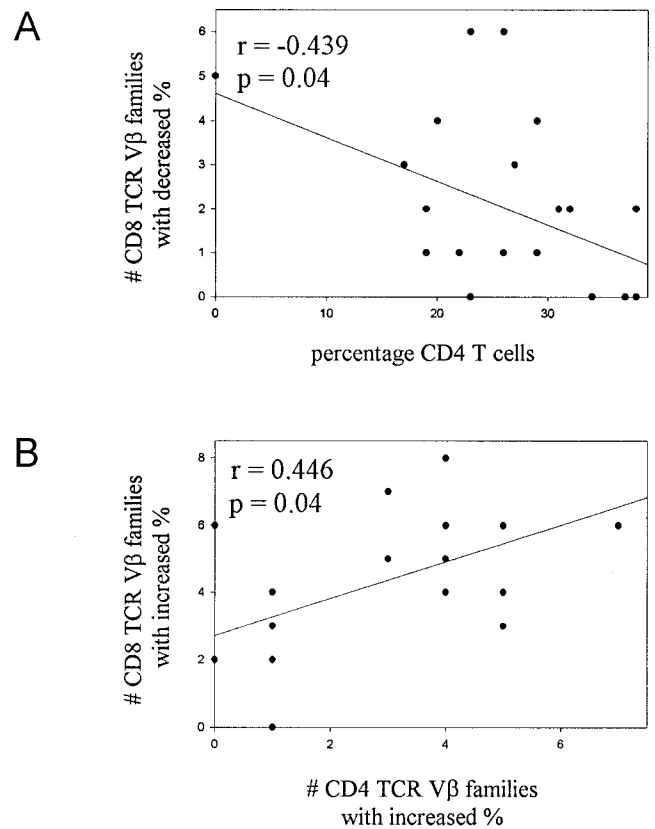 A
r = -0.439
p = 0.04
# CD8 TCR Vβ families
with decreased %
6
5
4
3
2
1
0
0 10 20 30
percentage CD4 T cells
B
r = 0.446
p = 0.04
# CD8 TCR Vβ families
with increased %
8
6
4
2
0
0 2 4 6
# CD4 TCR Vβ families
with increased %